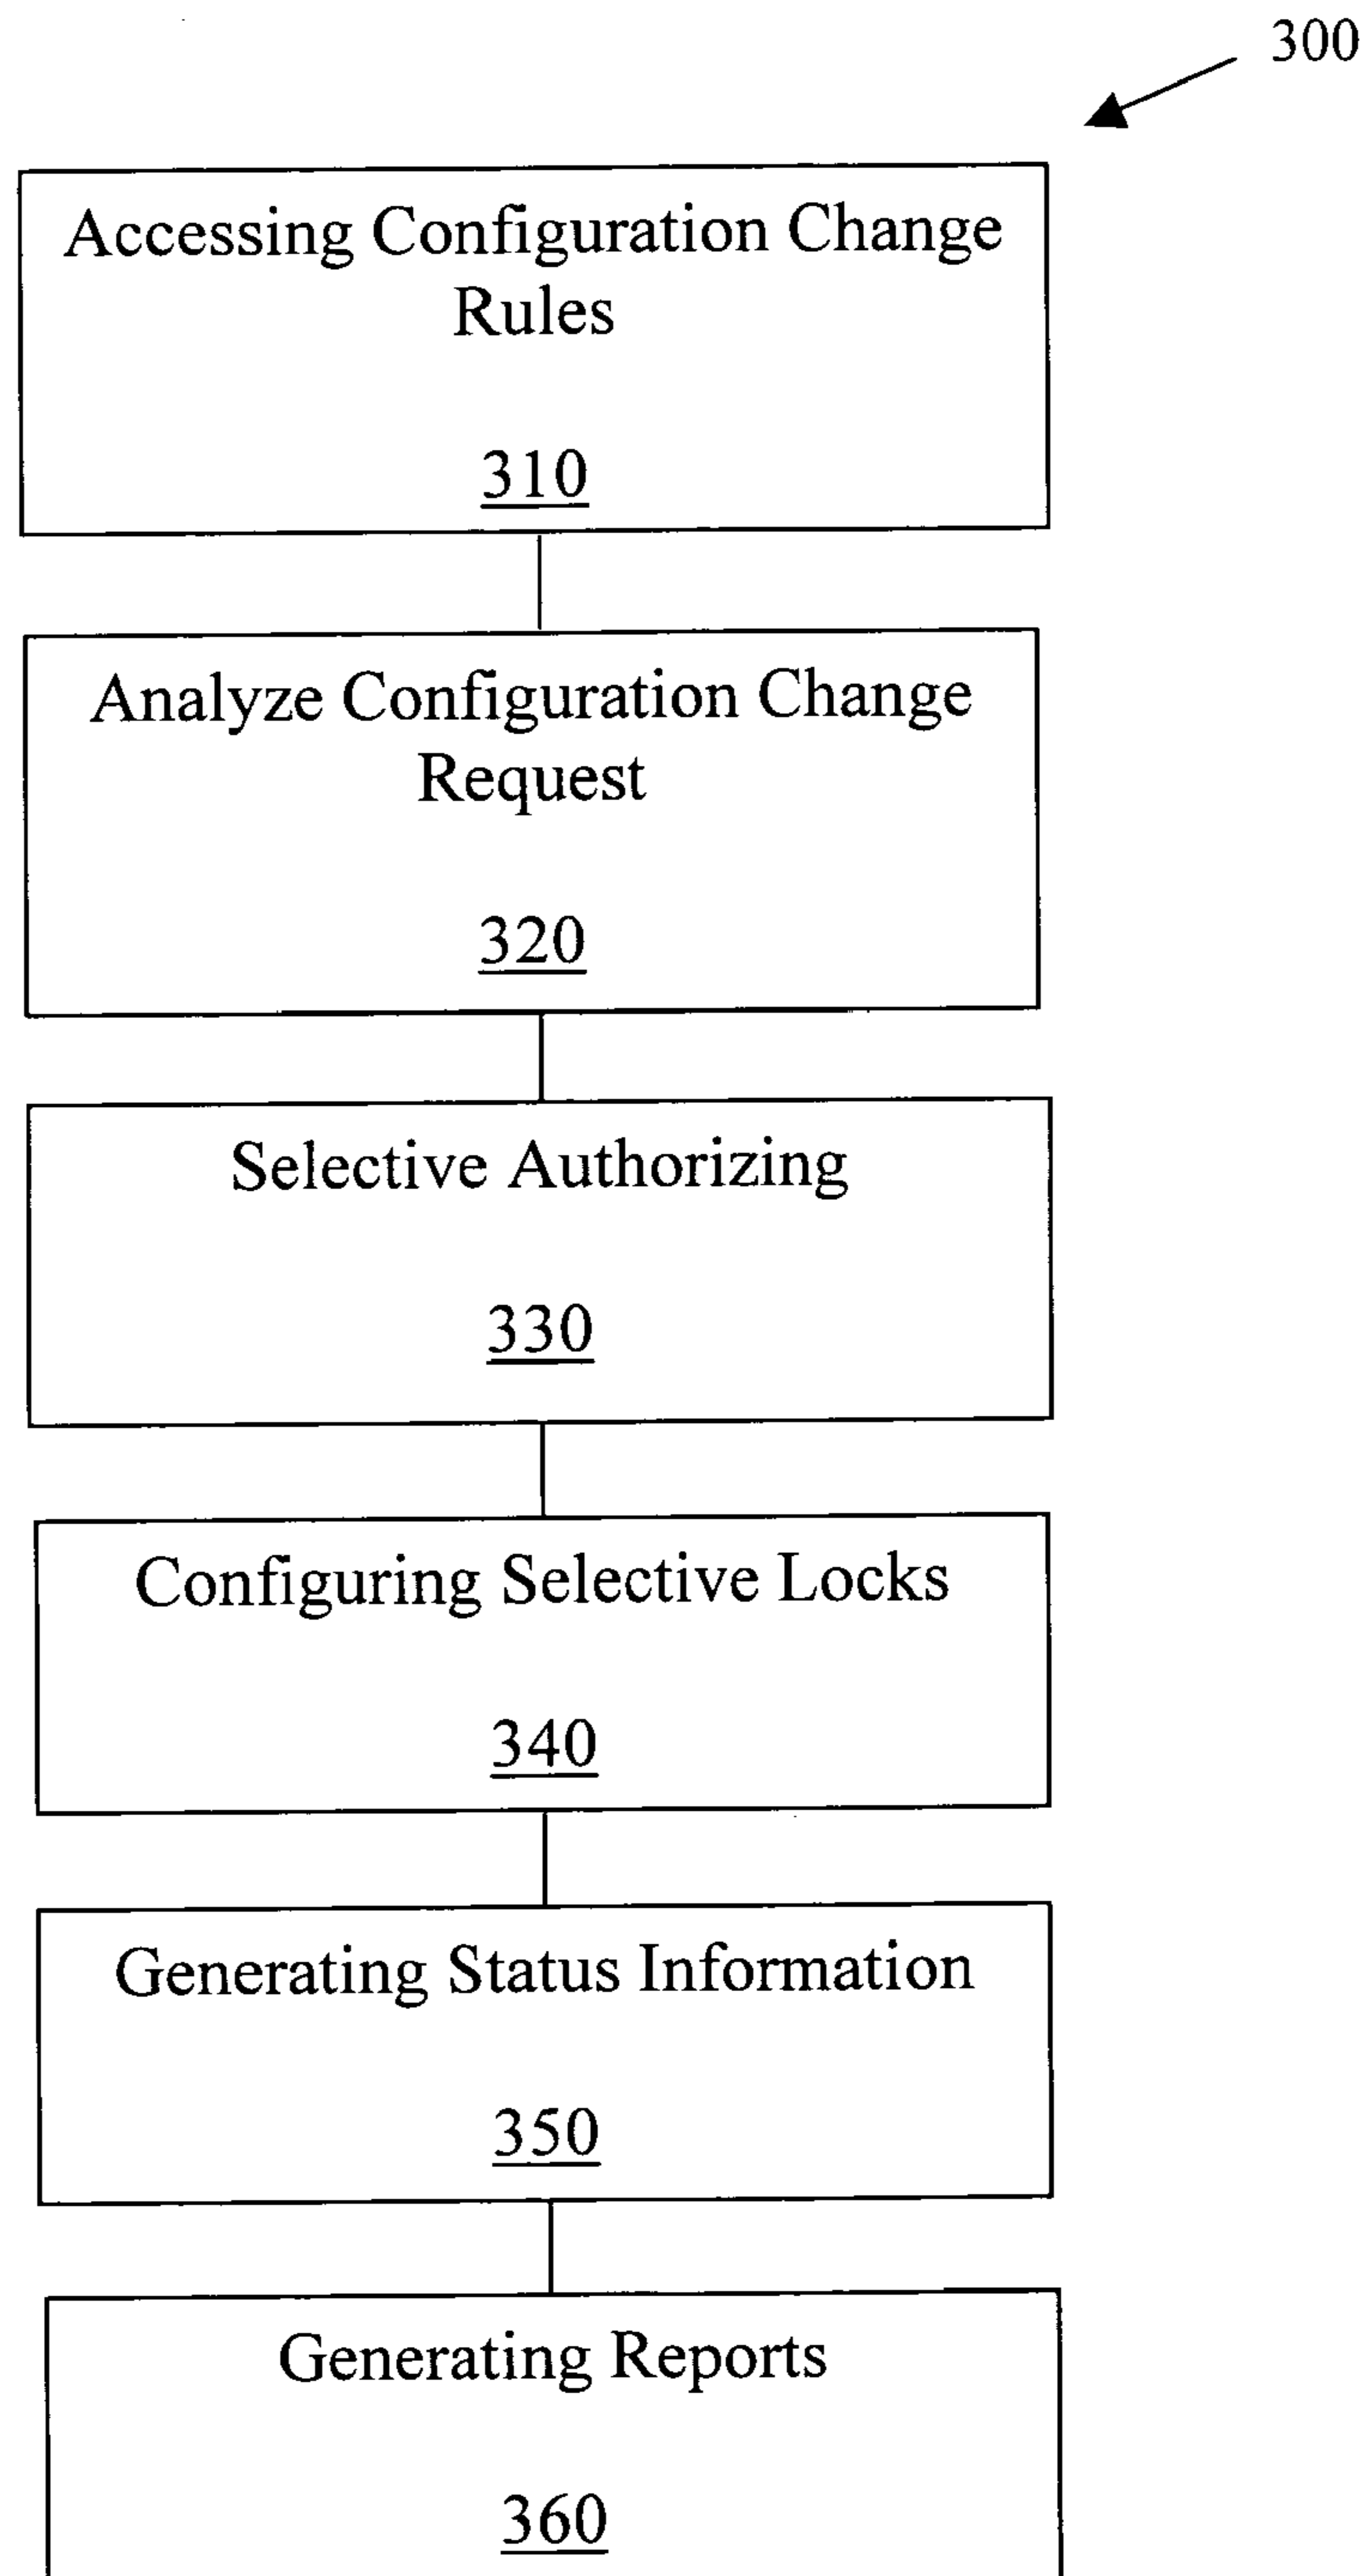 300
Accessing Configuration Change
Rules
310
Analyze Configuration Change
Request
320
Selective Authorizing
330
Configuring Selective Locks
340
Generating Status Information
350
Generating Reports
360